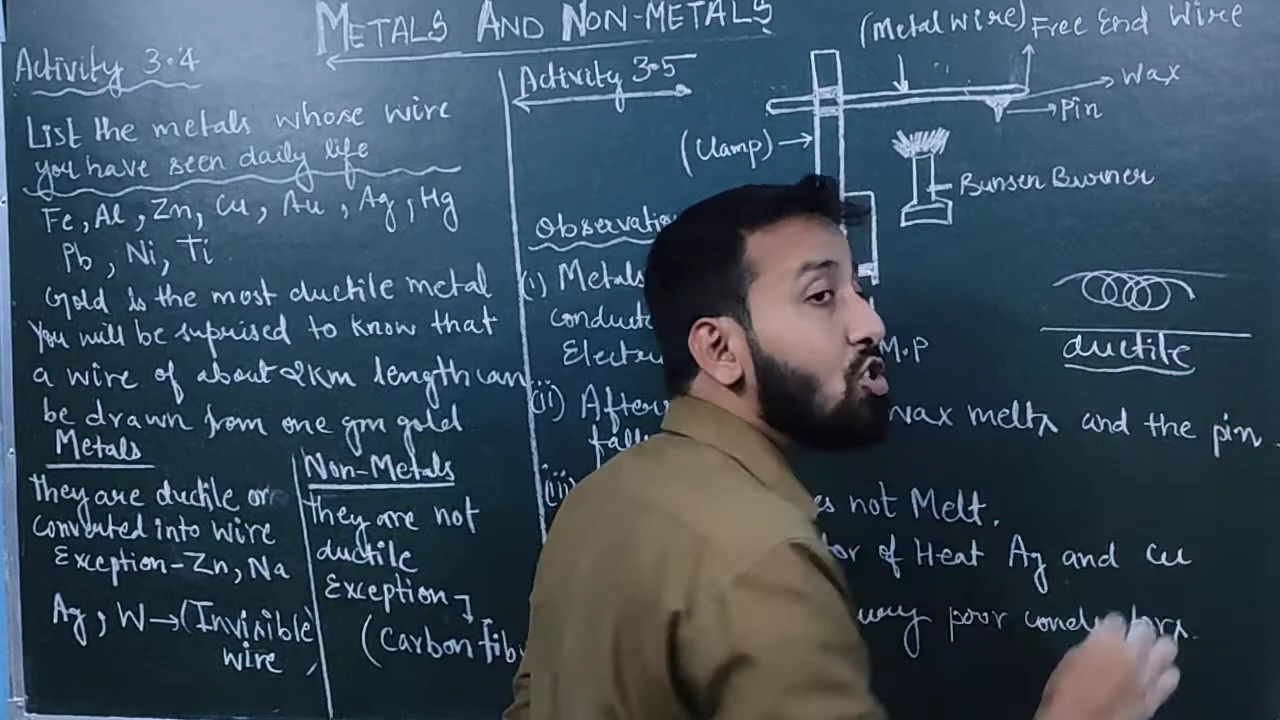 METALS AND NON-METALS
Activity 3.4
List the metals whose wire
you have seen daily life
Fe, Al, Zn, Cu, Au, Ag, Hg
Pb, Ni, Ti
Gold is the most ductile metal
You will be suprised to know that
a wire of about 2km length can
be drawn from one gm gold
Metals
They are ductile or
converted into wire
Exception-Zn, Na
Ag, W→(Invisible
wire
Non-Metals
They are not
ductile
Exception
(Carbon
Activity 3.5
(Metal wire)
Free End Wire
Wax
Pin
(Clamp)
Bunsen Burner
ductile
(i) Metals
M.P
(ii) After
wax melts and the pin
(iii)
not Melt.
of Heat Ag and Cu
poor